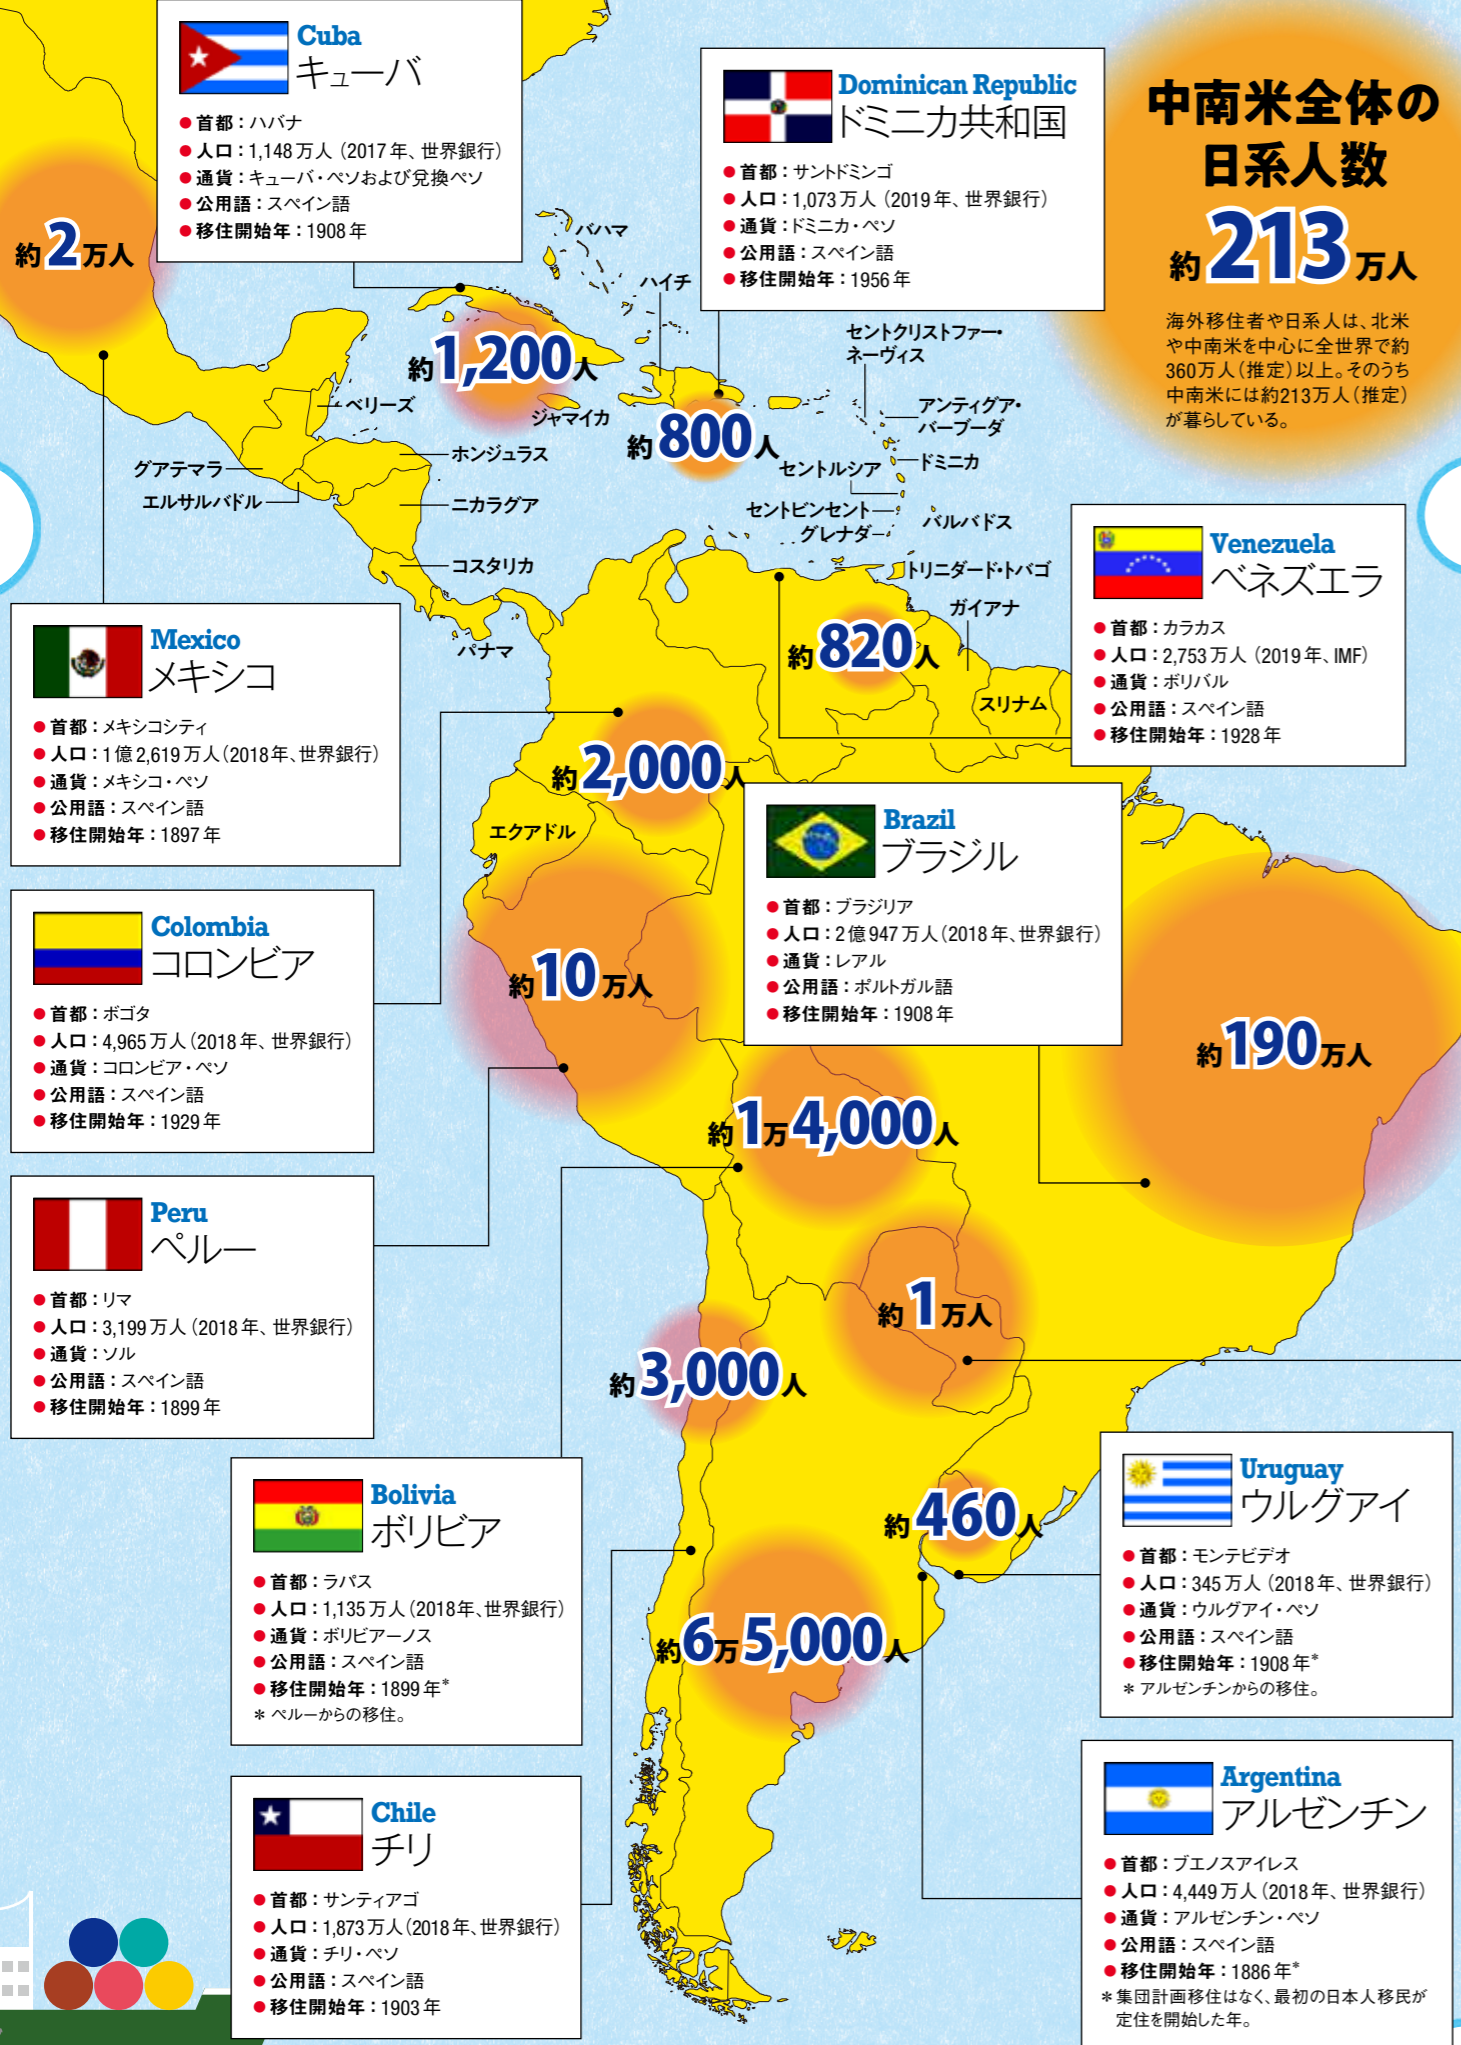 Cuba
キューバ
● 首都：ハバナ
● 人口：1,148万人（2017年、世界銀行）
● 通貨：キューバ・ペソおよび兌換ペソ
● 公用語：スペイン語
● 移住開始年：1908年
Dominican Republic
ドミニカ共和国
● 首都：サントドミンゴ
● 人口：1,073万人（2019年、世界銀行）
● 通貨：ドミニカ・ペソ
● 公用語：スペイン語
● 移住開始年：1956年
中南米全体の
日系人数
約213万人
海外移住者や日系人は、北米
や中南米を中心に全世界で約
360万人（推定）以上。そのうち
中南米には約213万人（推定）
が暮らしている。
約2万人
バハマ
ハイチ
約1,200人
ジャマイカ
約800人
セントクリストファー・
ネーヴィス
アンティグア・
バーブーダ
ドミニカ
セントルシア
セントビンセント
グレナダ
バルバドス
トリニダード・トバゴ
ガイアナ
スリナム
ベリーズ
ホンジュラス
グアテマラ
エルサルバドル
ニカラグア
コスタリカ
パナマ
Venezuela
ベネズエラ
● 首都：カラカス
● 人口：2,753万人（2019年、IMF）
● 通貨：ボリバル
● 公用語：スペイン語
● 移住開始年：1928年
約820人
Mexico
メキシコ
● 首都：メキシコシティ
● 人口：1億2,619万人（2018年、世界銀行）
● 通貨：メキシコ・ペソ
● 公用語：スペイン語
● 移住開始年：1897年
約2,000人
エクアドル
Brazil
ブラジル
● 首都：ブラジリア
● 人口：2億947万人（2018年、世界銀行）
● 通貨：レアル
● 公用語：ポルトガル語
● 移住開始年：1908年
Colombia
コロンビア
● 首都：ボゴタ
● 人口：4,965万人（2018年、世界銀行）
● 通貨：コロンビア・ペソ
● 公用語：スペイン語
● 移住開始年：1929年
約10万人
約190万人
約1万4,000人
Peru
ペルー
● 首都：リマ
● 人口：3,199万人（2018年、世界銀行）
● 通貨：ソル
● 公用語：スペイン語
● 移住開始年：1899年
約1万人
約3,000人
Bolivia
ボリビア
● 首都：ラパス
● 人口：1,135万人（2018年、世界銀行）
● 通貨：ボリビアーノス
● 公用語：スペイン語
● 移住開始年：1899年*
＊ペルーからの移住。
約460人
約6万5,000人
Uruguay
ウルグアイ
● 首都：モンテビデオ
● 人口：345万人（2018年、世界銀行）
● 通貨：ウルグアイ・ペソ
● 公用語：スペイン語
● 移住開始年：1908年*
＊アルゼンチンからの移住。
Chile
チリ
● 首都：サンティアゴ
● 人口：1,873万人（2018年、世界銀行）
● 通貨：チリ・ペソ
● 公用語：スペイン語
● 移住開始年：1903年
Argentina
アルゼンチン
● 首都：ブエノスアイレス
● 人口：4,449万人（2018年、世界銀行）
● 通貨：アルゼンチン・ペソ
● 公用語：スペイン語
● 移住開始年：1886年*
＊集団計画移住はなく、最初の日本人移民が
定住を開始した年。